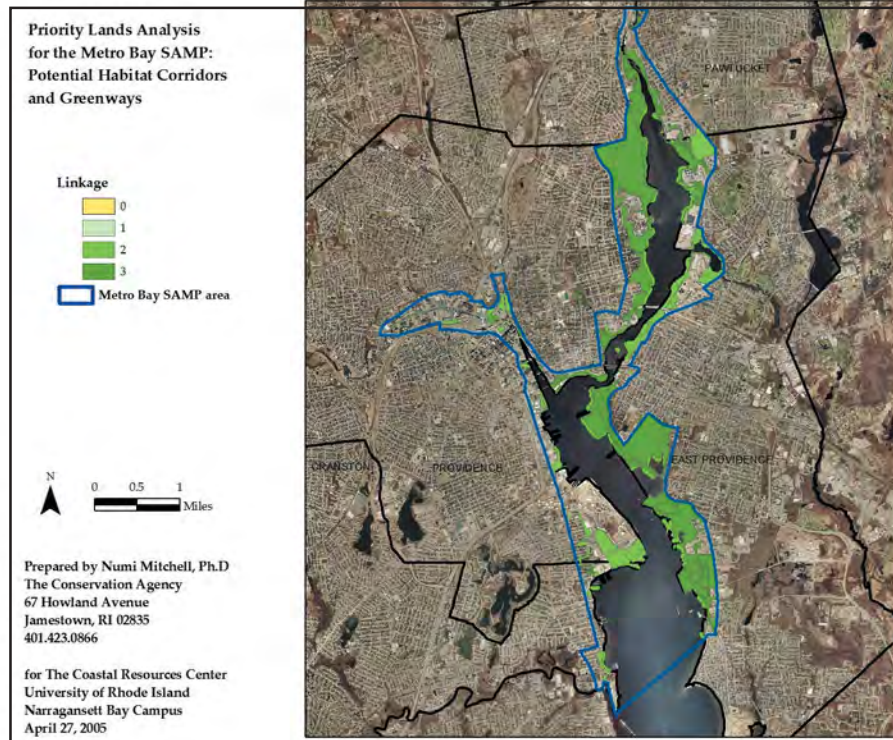 Priority Lands Analysis
for the Metro Bay SAMP:
Potential Habitat Corridors
and Greenways
Linkage
0
1
2
3
Metro Bay SAMP area
N
0 0.5 1
Miles
Prepared by Numi Mitchell, Ph.D
The Conservation Agency
67 Howland Avenue
Jamestown, RI 02835
401.423.0866
for The Coastal Resources Center
University of Rhode Island
Narragansett Bay Campus
April 27, 2005
PAWTUCKET
CRANSTON
PROVIDENCE
EAST PROVIDENCE